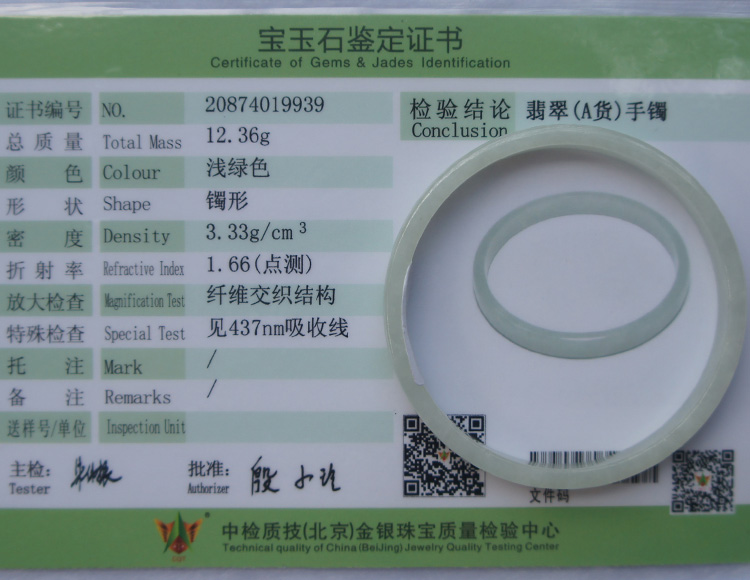 宝玉石鉴定证书
Certificate of Gems & Jades Identification
证书编号 NO. 20874019939
检验结论 翡翠(A货)手镯
Conclusion
总质量 Total Mass 12.36g
颜色 Colour 浅绿色
形状 Shape 镯形
密度 Density 3.33g/cm³
折射率 Refractive Index 1.66(点测)
放大检查 Magnification Test 纤维交织结构
特殊检查 Special Test 见437nm吸收线
托注 Mark /
备注 Remarks /
送样号/单位 Inspection Unit
主检: 批准: 殷小玲
Tester Authorizer
文件码
中检质技(北京)金银珠宝质量检验中心
Technical quality of China (BeiJing) Jewelry Quality Testing Center